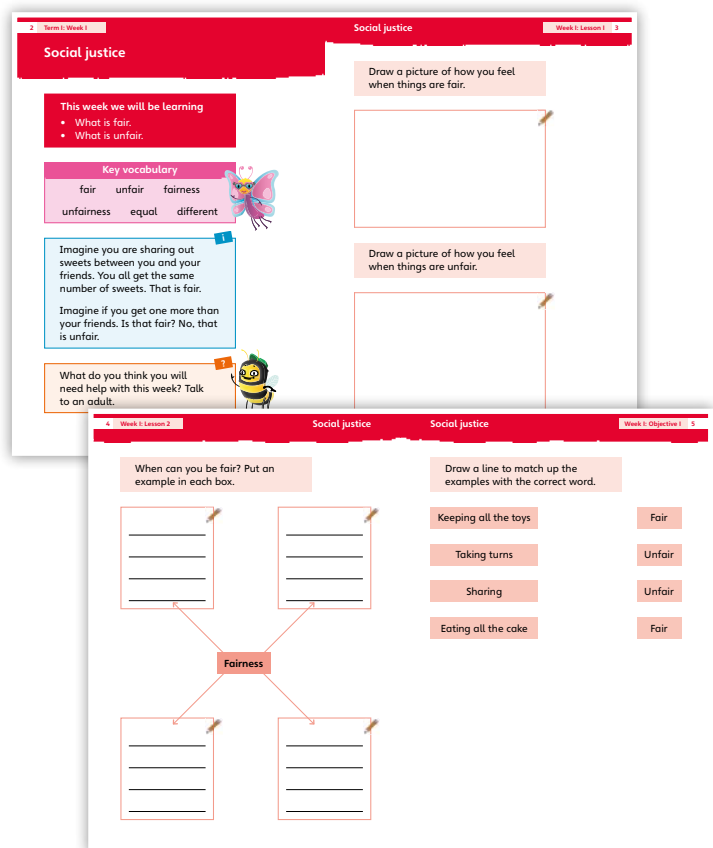 2 Term 1: Week 1
Social justice
This week we will be learning
• What is fair.
• What is unfair.
Key vocabulary
fair unfair fairness
unfairness equal different
i
Imagine you are sharing out
sweets between you and your
friends. You all get the same
number of sweets. That is fair.
Imagine if you get one more than
your friends. Is that fair? No, that
is unfair.
?
What do you think you will
need help with this week? Talk
to an adult.
Social justice
Week 1: Lesson 1 3
Draw a picture of how you feel
when things are fair.
Draw a picture of how you feel
when things are unfair.
4 Week 1: Lesson 2
Social justice
When can you be fair? Put an
example in each box.
Fairness
Social justice
Week 1: Objective 1 5
Draw a line to match up the
examples with the correct word.
Keeping all the toys Fair
Taking turns Unfair
Sharing Unfair
Eating all the cake Fair